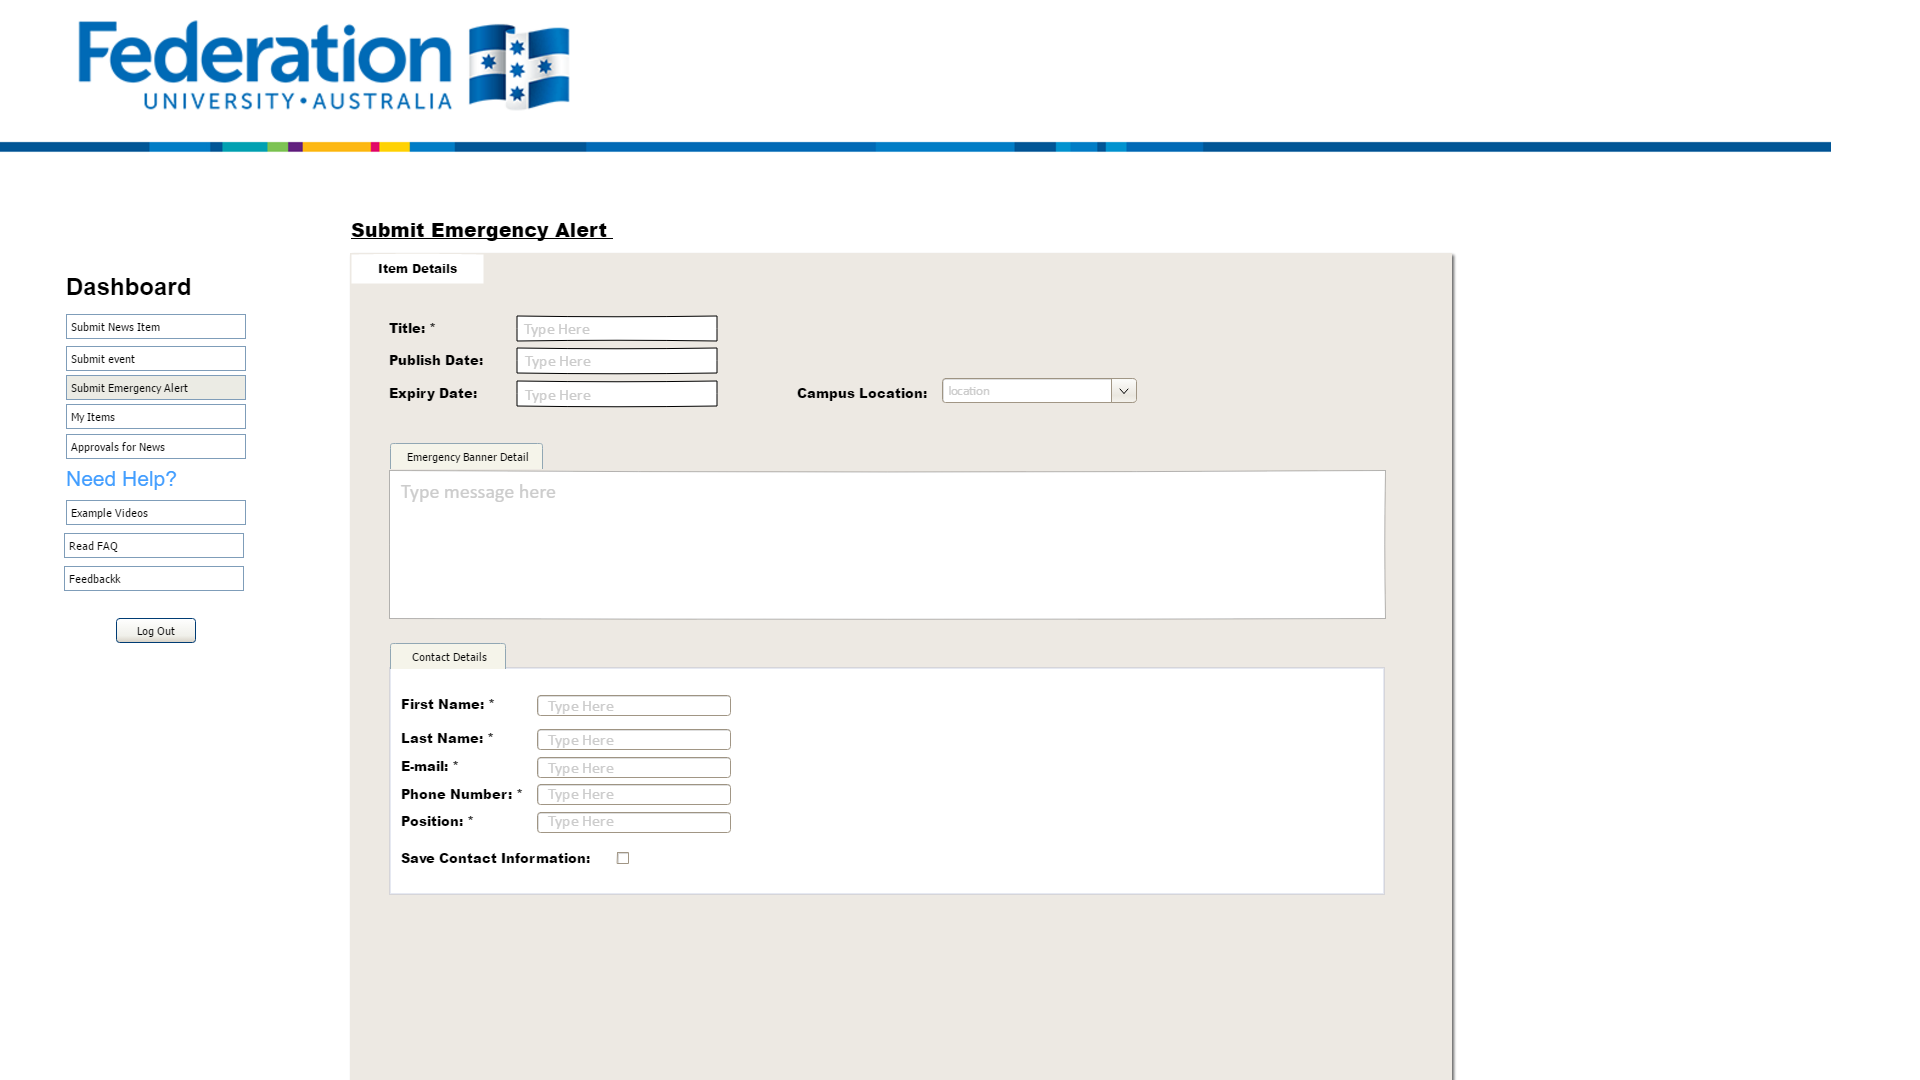 Federation
UNIVERSITY • AUSTRALIA
Submit Emergency Alert
Item Details
Dashboard
Submit News Item
Submit event
Submit Emergency Alert
My Items
Approvals for News
Need Help?
Example Videos
Read FAQ
Feedbackk
Log Out
Title: * Type Here
Publish Date: Type Here
Expiry Date: Type Here Campus Location: location
Emergency Banner Detail
Type message here
Contact Details
First Name: * Type Here
Last Name: * Type Here
E-mail: * Type Here
Phone Number: * Type Here
Position: * Type Here
Save Contact Information: